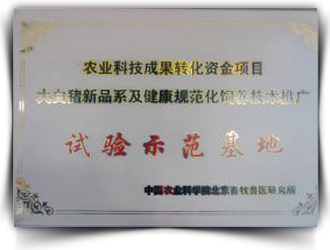 农业科技成果转化资金项目
大白猪新品系及健康规范化饲养技术推广
试验示范基地
中国农业科学院北京畜牧兽医研究所